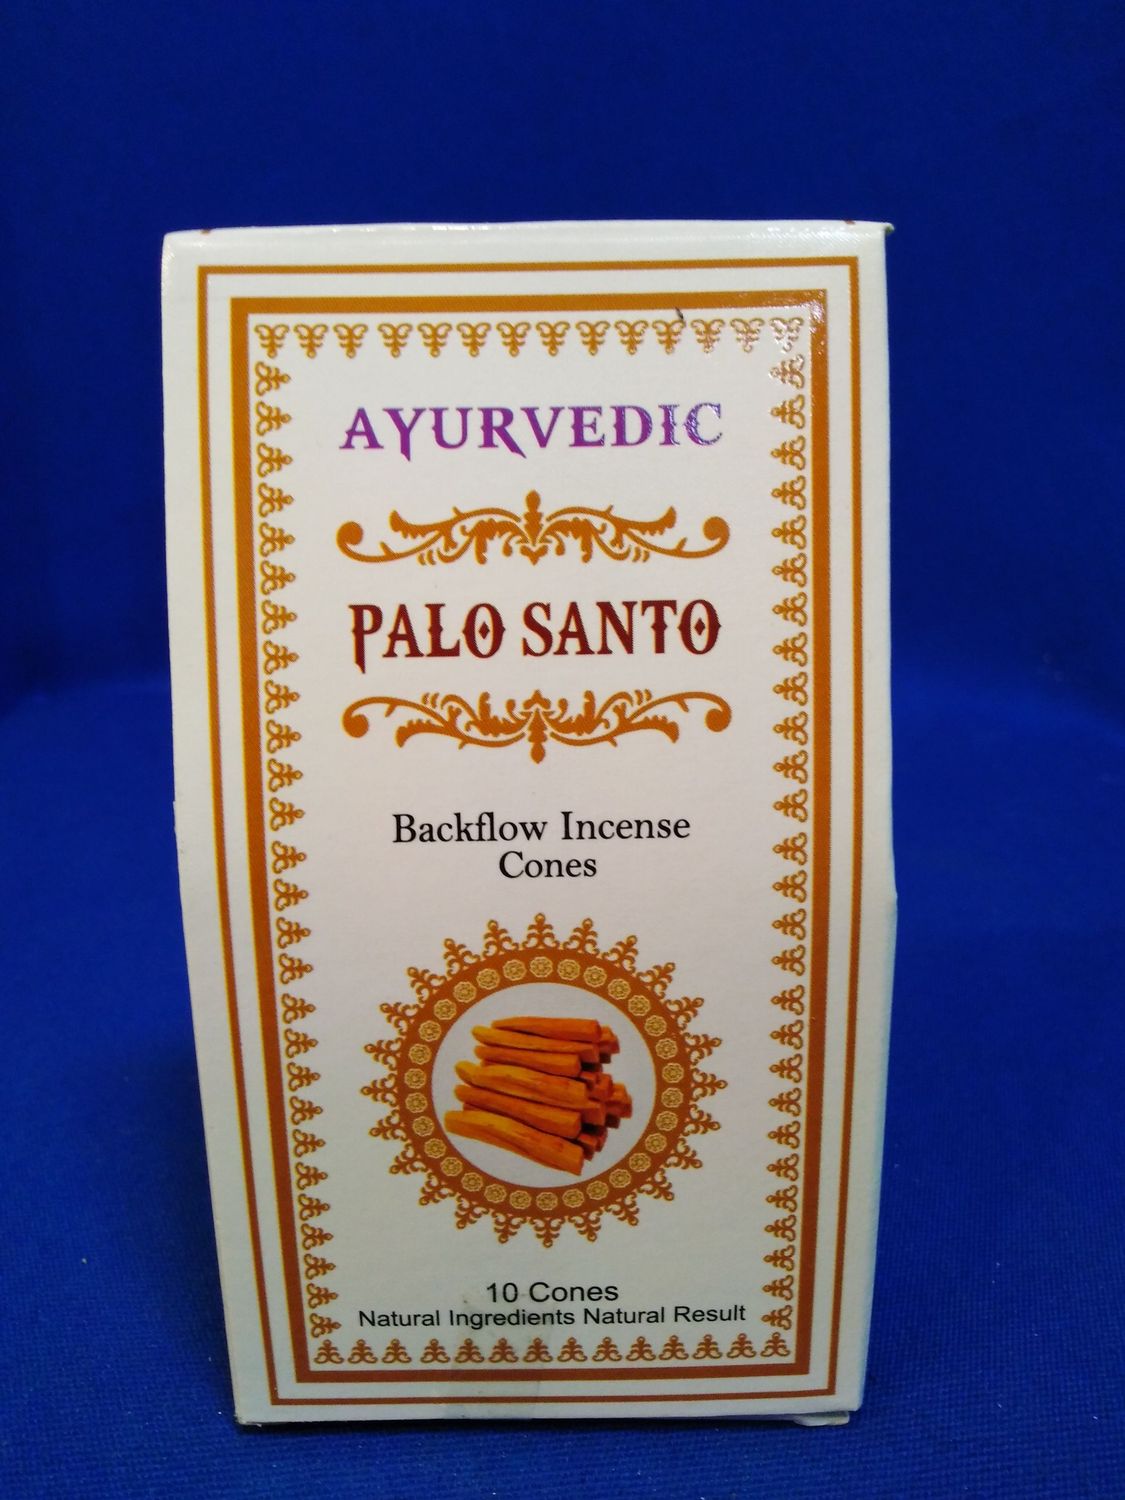 AYURVEDIC
PALO SANTO
Backflow Incense
Cones
10 Cones
Natural Ingredients Natural Result